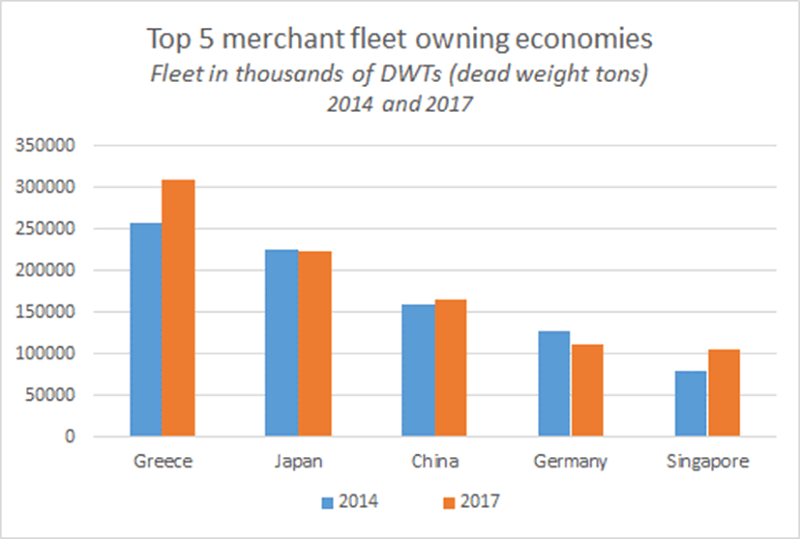 Top 5 merchant fleet owning economies
Fleet in thousands of DWTs (dead weight tons)
2014 and 2017
350000
300000
250000
200000
150000
100000
50000
0
Greece Japan China Germany Singapore
2014 2017